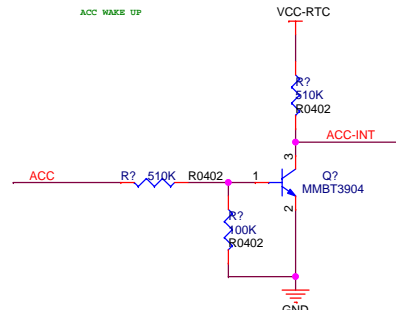 ACC WAKE UP
VCC-RTC
R?
510K
R0402
ACC-INT
3
ACC
R?
510K
R0402
1
Q?
MMBT3904
2
R?
100K
R0402
GND